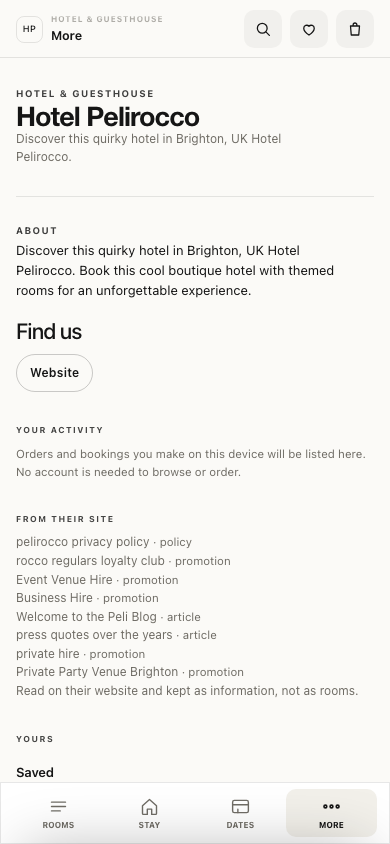 HP
HOTEL & GUESTHOUSE
More
HOTEL & GUESTHOUSE
Hotel Pelirocco
Discover this quirky hotel in Brighton, UK Hotel
Pelirocco.
ABOUT
Discover this quirky hotel in Brighton, UK Hotel
Pelirocco. Book this cool boutique hotel with themed
rooms for an unforgettable experience.
Find us
Website
YOUR ACTIVITY
Orders and bookings you make on this device will be listed here.
No account is needed to browse or order.
FROM THEIR SITE
pelirocco privacy policy · policy
rocco regulars loyalty club · promotion
Event Venue Hire · promotion
Business Hire · promotion
Welcome to the Peli Blog · article
press quotes over the years · article
private hire · promotion
Private Party Venue Brighton · promotion
Read on their website and kept as information, not as rooms.
YOURS
Saved
ROOMS
STAY
DATES
MORE